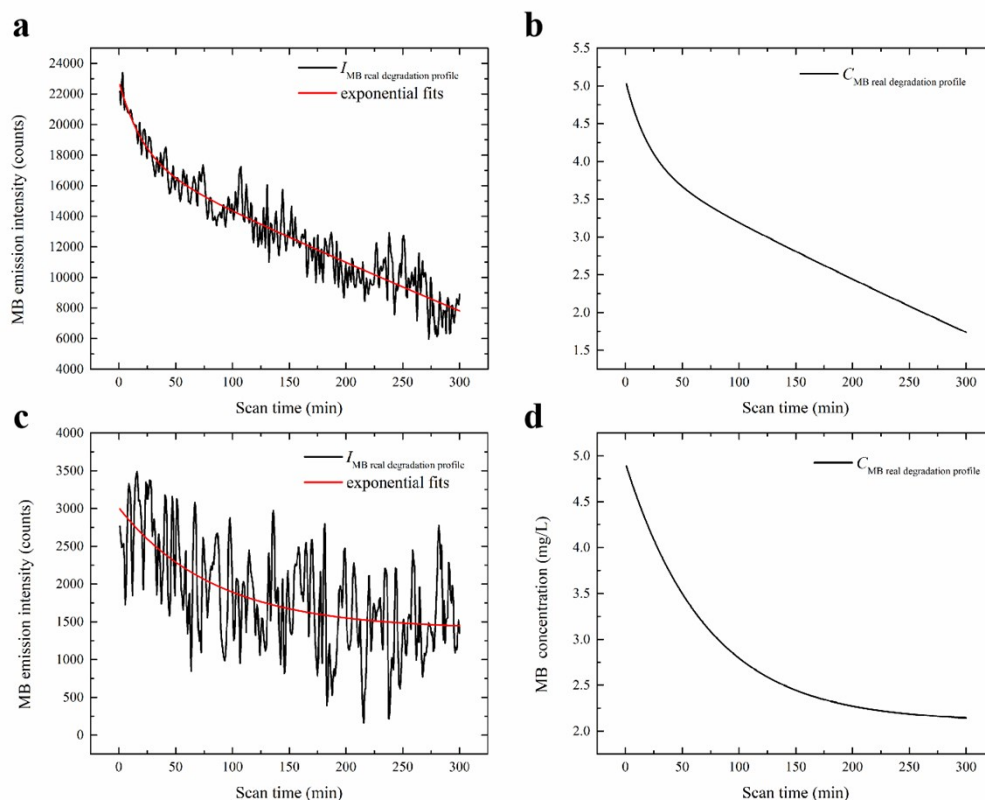 a
24000
22000
20000
18000
16000
14000
12000
10000
8000
6000
4000
MB emission intensity (counts)
I MB real degradation profile
exponential fits
0 50 100 150 200 250 300
Scan time (min)
b
5.5
5.0
4.5
4.0
3.5
3.0
2.5
2.0
1.5
C MB real degradation profile
0 50 100 150 200 250 300
Scan time (min)
c
4000
3500
3000
2500
2000
1500
1000
500
0
MB emission intensity (counts)
I MB real degradation profile
exponential fits
0 50 100 150 200 250 300
Scan time (min)
d
5.0
4.5
4.0
3.5
3.0
2.5
2.0
MB concentration (mg/L)
C MB real degradation profile
0 50 100 150 200 250 300
Scan time (min)